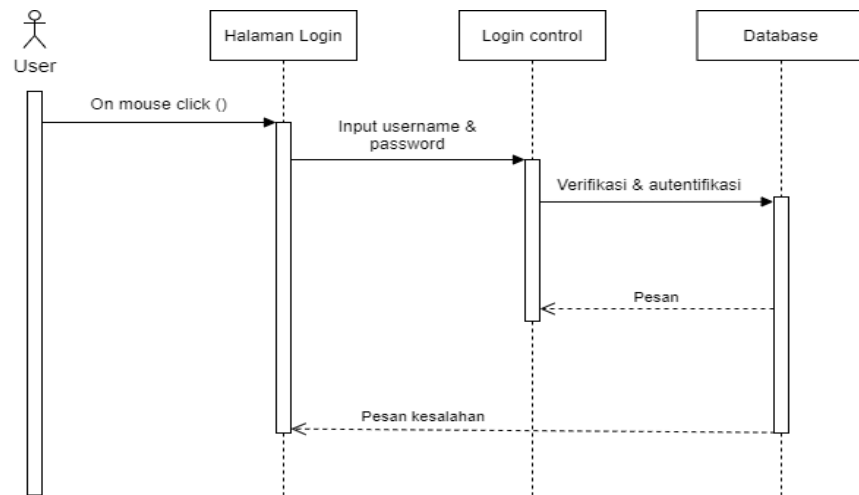 Halaman Login
Login control
Database
User
On mouse click ()
Input username &
password
Verifikasi & autentifikasi
Pesan
Pesan kesalahan